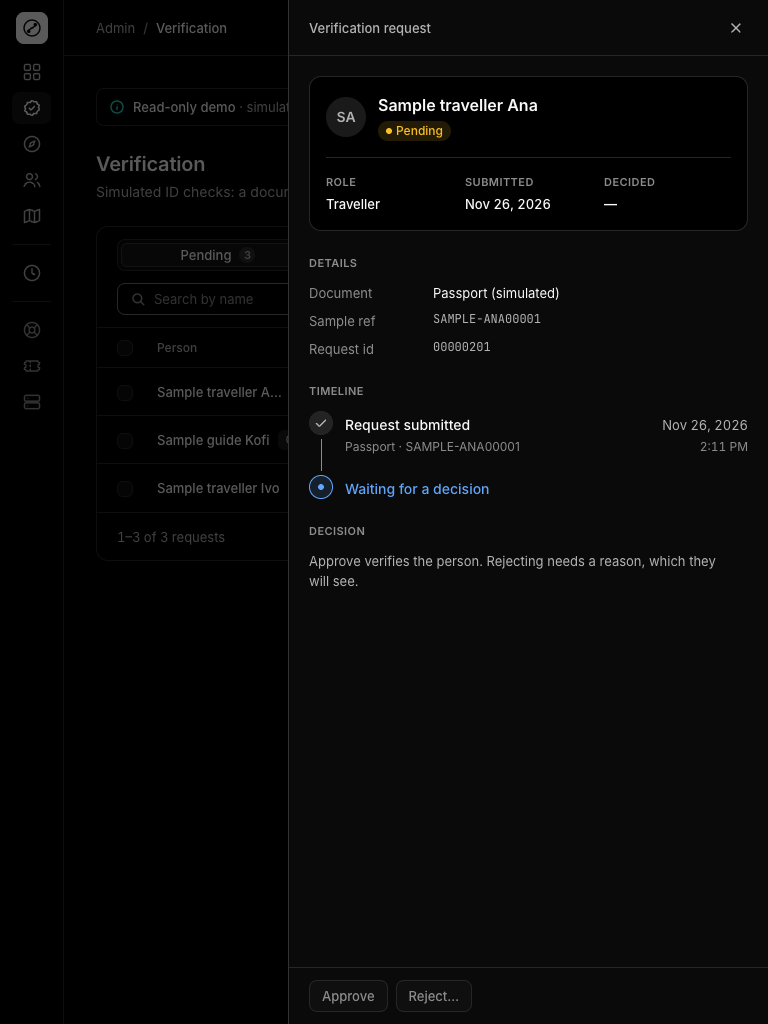 Admin / Verification
Verification request
Read-only demo ·
Verification
Simulated ID checks: a
Pending 3
Search by name
Person
Sample traveller A...
Sample guide Kofi
Sample traveller Ivo
1–3 of 3 requests
SA
Sample traveller Ana
Pending
ROLE SUBMITTED DECIDED
Traveller Nov 26, 2026 —
DETAILS
Document Passport (simulated)
Sample ref SAMPLE-ANA00001
Request id 00000201
TIMELINE
Request submitted Nov 26, 2026
Passport · SAMPLE-ANA00001 2:11 PM
Waiting for a decision
DECISION
Approve verifies the person. Rejecting needs a reason, which they
will see.
Approve Reject...